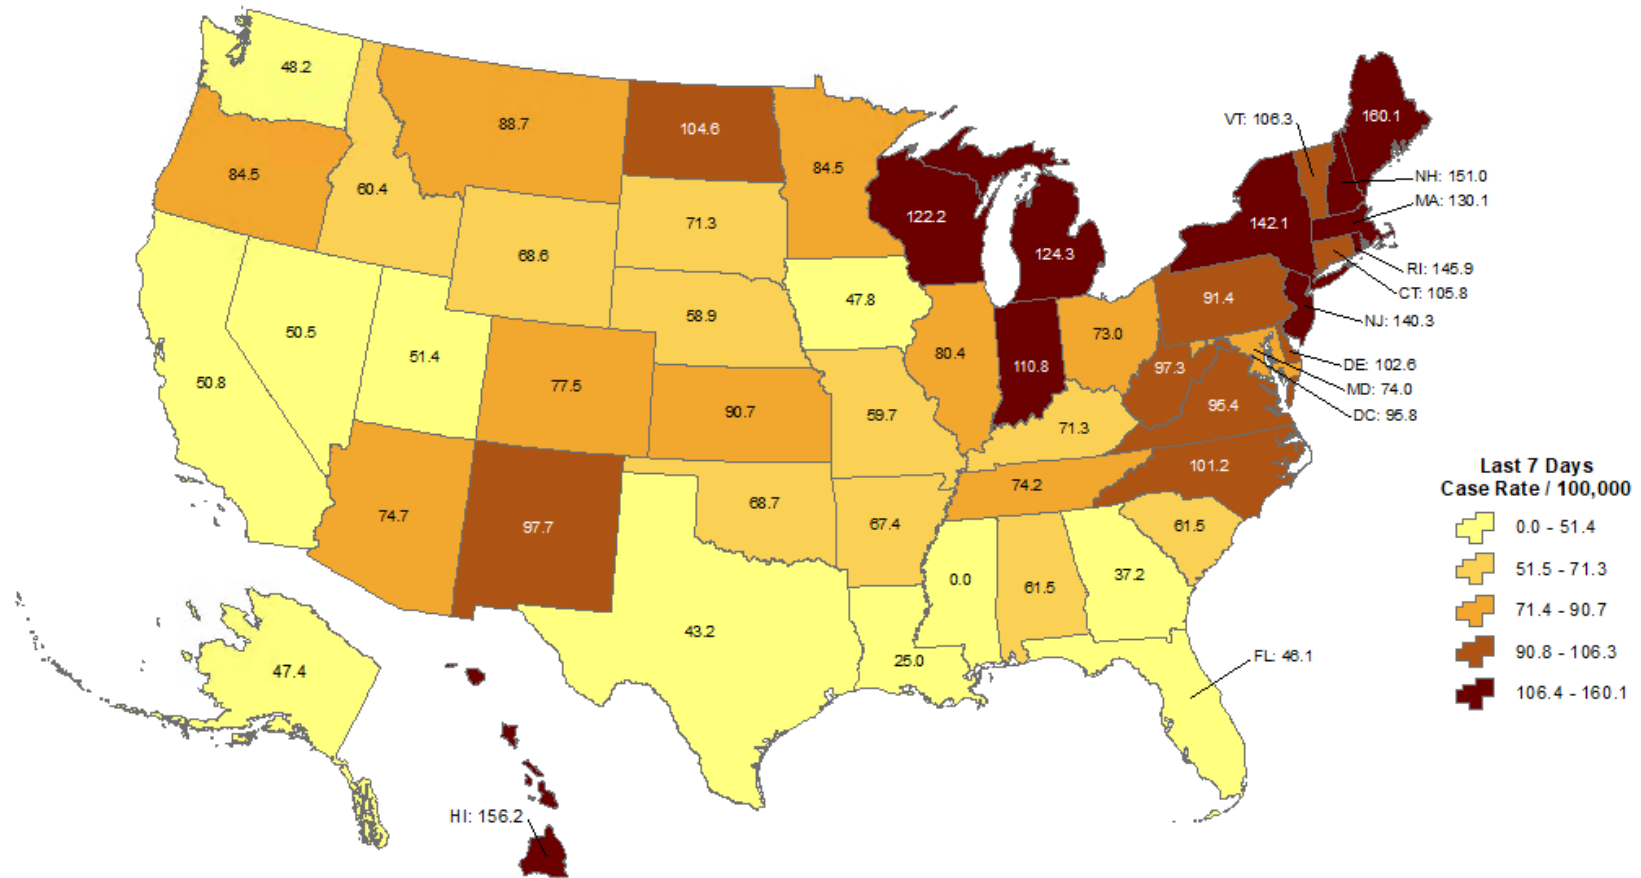 48.2
88.7
104.6
84.5
84.5
60.4
71.3
68.6
122.2
124.3
160.1
VT: 106.3
NH: 151.0
MA: 130.1
142.1
RI: 145.9
CT: 105.8
NJ: 140.3
91.4
47.8
58.9
50.5
51.4
50.8
77.5
90.7
59.7
80.4
110.8
73.0
97.3
DE: 102.6
MD: 74.0
DC: 95.8
95.4
71.3
101.2
74.2
74.7
97.7
68.7
67.4
61.5
0.0
61.5
37.2
43.2
25.0
FL: 46.1
47.4
HI: 156.2
Last 7 Days
Case Rate / 100,000
0.0 - 51.4
51.5 - 71.3
71.4 - 90.7
90.8 - 106.3
106.4 - 160.1